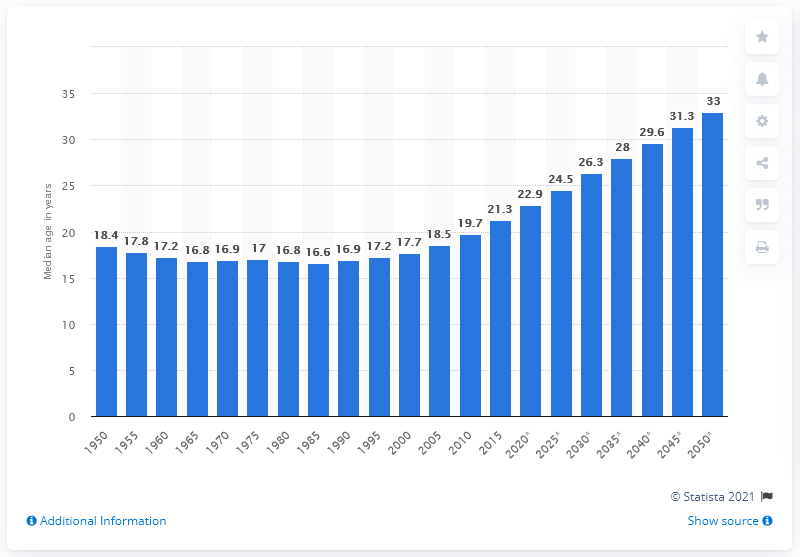 Median age in years
35
30
25
20
15
10
5
0
18.4 17.8 17.2 16.8 16.9 17 16.8 16.6 16.9 17.2 17.7 18.5 19.7 21.3 22.9 24.5 26.3 28 29.6 31.3 33
1950 1955 1960 1965 1970 1975 1980 1985 1990 1995 2000 2005 2010 2015 2020* 2025* 2030* 2035* 2040* 2045* 2050*
© Statista 2021
Additional Information
Show source